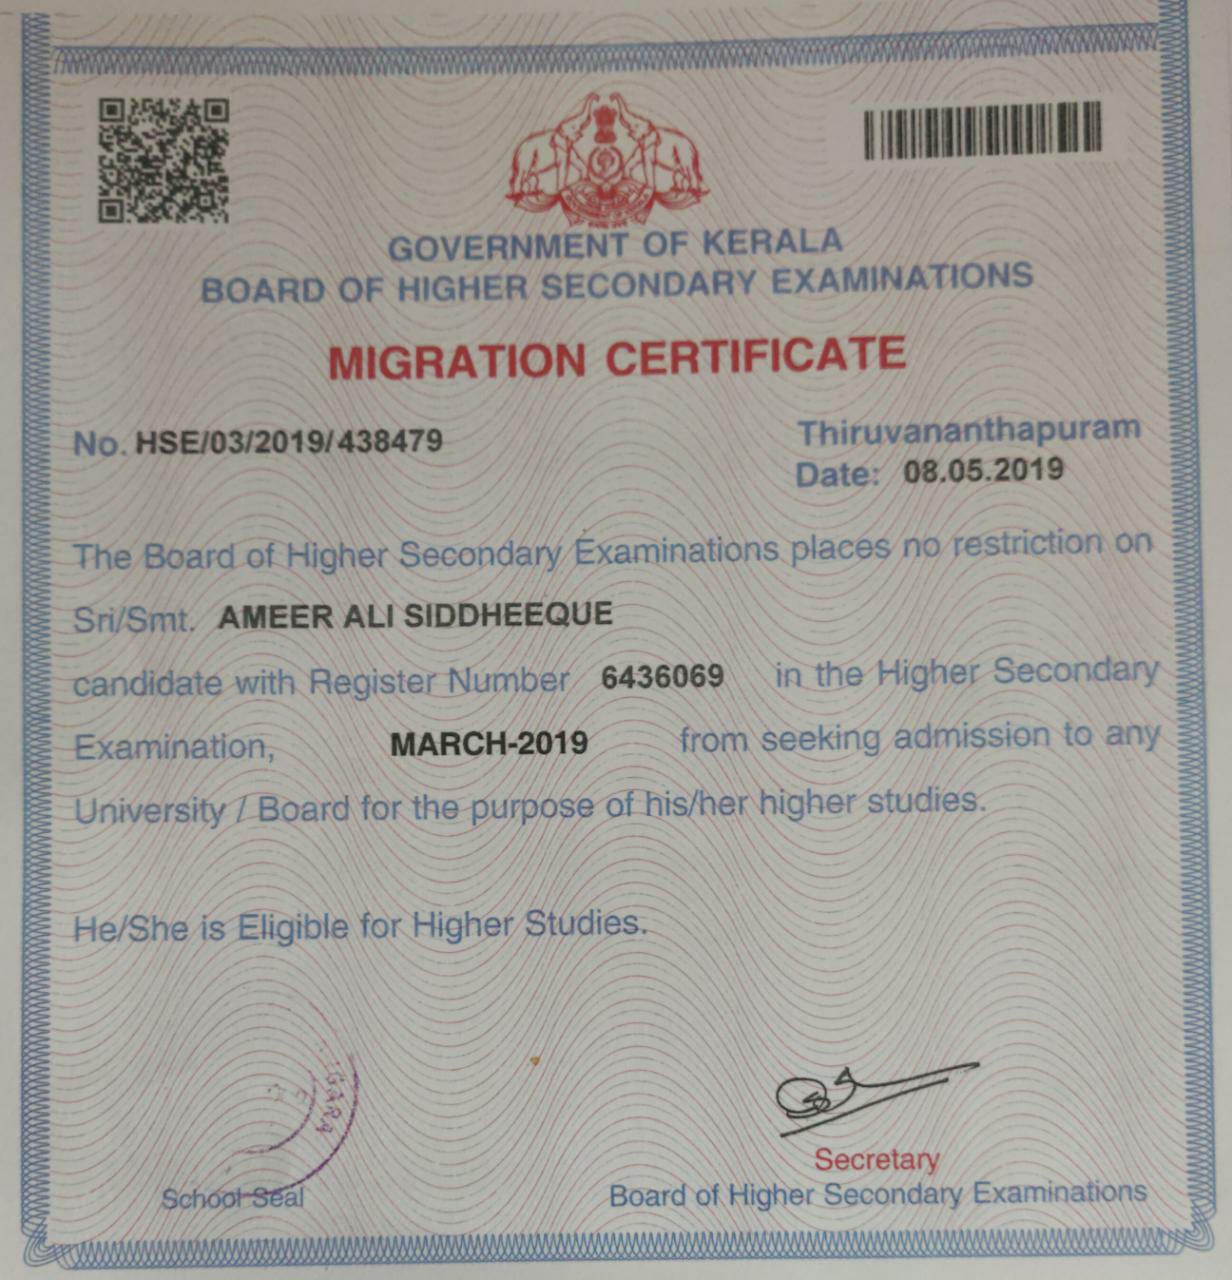 GOVERNMENT OF KERALA
BOARD OF HIGHER SECONDARY EXAMINATIONS
MIGRATION CERTIFICATE
No. HSE/03/2019/438479
Thiruvananthapuram
Date: 08.05.2019
The Board of Higher Secondary Examinations places no restriction on
Sri/Smt. AMEER ALI SIDDHEEQUE
candidate with Register Number 6436069 in the Higher Secondary
Examination, MARCH-2019 from seeking admission to any
University / Board for the purpose of his/her higher studies.
He/She is Eligible for Higher Studies.
School Seal
Secretary
Board of Higher Secondary Examinations